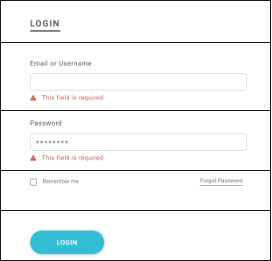 LOGIN
Email or Username
This field is required
Password
********
This field is required
Remember me
Forgot Password
LOGIN